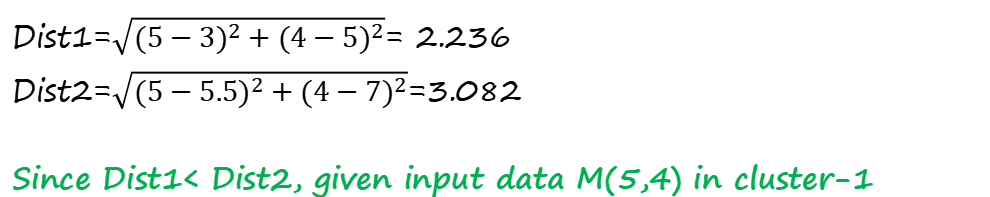 Dist1=√(5 − 3)² + (4 − 5)²= 2.236
Dist2=√(5 − 5.5)² + (4 − 7)²=3.082
Since Dist1< Dist2, given input data M(5,4) in cluster-1